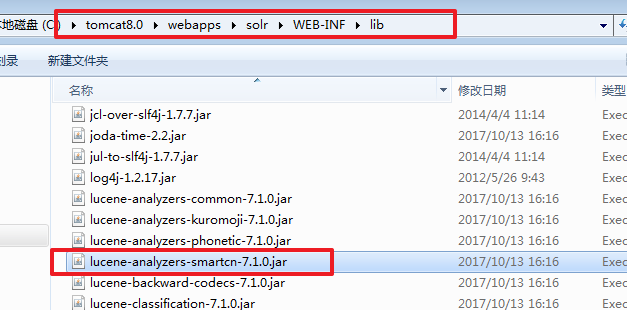 本地磁盘 (C:) ▸ tomcat8.0 ▸ webapps ▸ solr ▸ WEB-INF ▸ lib
新建文件夹
名称 修改日期 类型
jcl-over-slf4j-1.7.7.jar 2014/4/4 11:14 Exec
joda-time-2.2.jar 2017/10/13 16:16 Exec
jul-to-slf4j-1.7.7.jar 2014/4/4 11:14 Exec
log4j-1.2.17.jar 2012/5/26 9:43 Exec
lucene-analyzers-common-7.1.0.jar 2017/10/13 16:16 Exec
lucene-analyzers-kuromoji-7.1.0.jar 2017/10/13 16:16 Exec
lucene-analyzers-phonetic-7.1.0.jar 2017/10/13 16:16 Exec
lucene-analyzers-smartcn-7.1.0.jar 2017/10/13 16:16 Exec
lucene-backward-codecs-7.1.0.jar 2017/10/13 16:16 Exec
lucene-classification-7.1.0.jar 2017/10/13 16:16 Exec